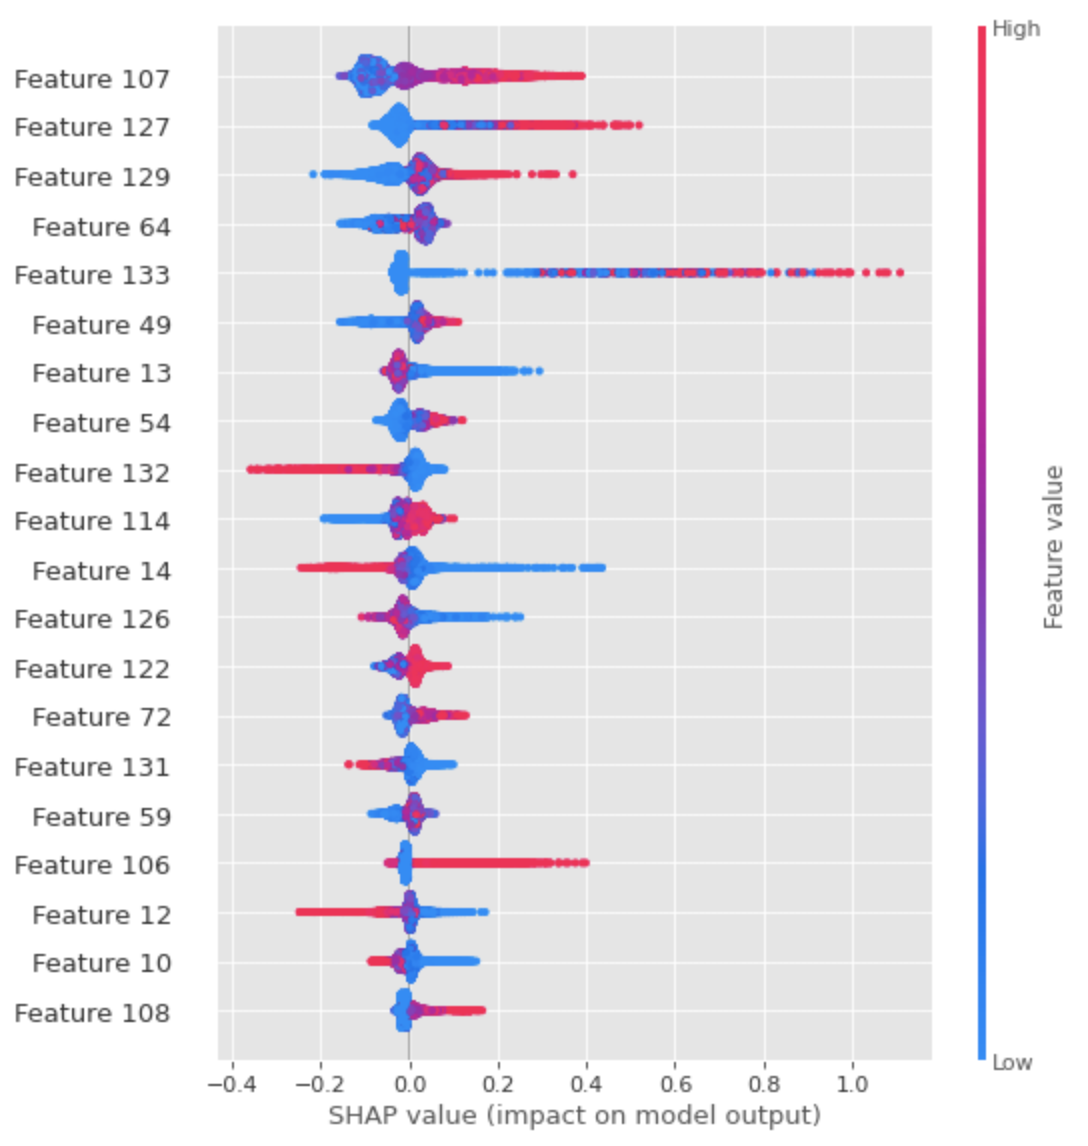 High
Feature 107
Feature 127
Feature 129
Feature 64
Feature 133
Feature 49
Feature 13
Feature 54
Feature 132
Feature 114
Feature 14
Feature 126
Feature 122
Feature 72
Feature 131
Feature 59
Feature 106
Feature 12
Feature 10
Feature 108
Feature value
Low
−0.4 −0.2 0.0 0.2 0.4 0.6 0.8 1.0
SHAP value (impact on model output)